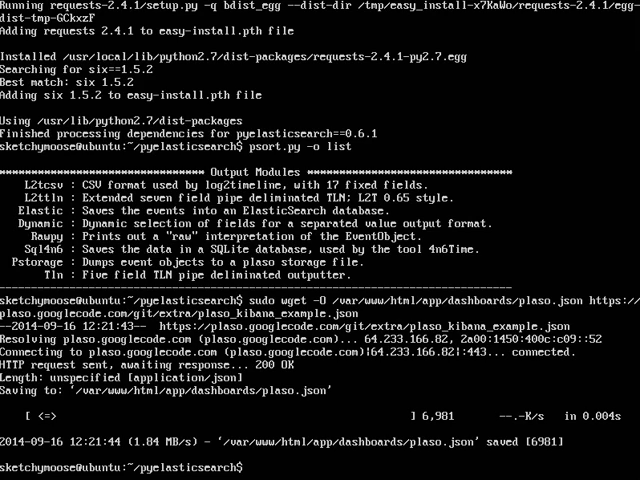 Running requests-2.4.1/setup.py -q bdist_egg --dist-dir /tmp/easy_install-x7KaWo/requests-2.4.1/egg-
dist-tmp-GCkxzF
Adding requests 2.4.1 to easy-install.pth file

Installed /usr/local/lib/python2.7/dist-packages/requests-2.4.1-py2.7.egg
Searching for six==1.5.2
Best match: six 1.5.2
Adding six 1.5.2 to easy-install.pth file

Using /usr/lib/python2.7/dist-packages
Finished processing dependencies for pyelasticsearch==0.6.1
sketchymoose@ubuntu:~/pyelasticsearch$ psort.py -o list

******************************** Output Modules ********************************
L2tcsv : CSV format used by log2timeline, with 17 fixed fields.
L2ttln : Extended seven field pipe deliminated TLN; L2T 0.65 style.
Elastic : Saves the events into an ElasticSearch database.
Dynamic : Dynamic selection of fields for a separated value output format.
Rawpy : Prints out a "raw" interpretation of the EventObject.
Sql4n6 : Saves the data in a SQLite database, used by the tool 4n6Time.
Pstorage : Dumps event objects to a plaso storage file.
Tln : Five field TLN pipe deliminated outputter.
--------------------------------------------------------------------------------
sketchymoose@ubuntu:~/pyelasticsearch$ sudo wget -O /var/www/html/app/dashboards/plaso.json https://
plaso.googlecode.com/git/extra/plaso_kibana_example.json
--2014-09-16 12:21:43--  https://plaso.googlecode.com/git/extra/plaso_kibana_example.json
Resolving plaso.googlecode.com (plaso.googlecode.com)... 64.233.166.82, 2a00:1450:400c:c09::52
Connecting to plaso.googlecode.com (plaso.googlecode.com)|64.233.166.82|:443... connected.
HTTP request sent, awaiting response... 200 OK
Length: unspecified [application/json]
Saving to: ‘/var/www/html/app/dashboards/plaso.json’

[ <=> ] 6,981 --.-K/s in 0.004s

2014-09-16 12:21:44 (1.84 MB/s) - ‘/var/www/html/app/dashboards/plaso.json’ saved [6981]

sketchymoose@ubuntu:~/pyelasticsearch$